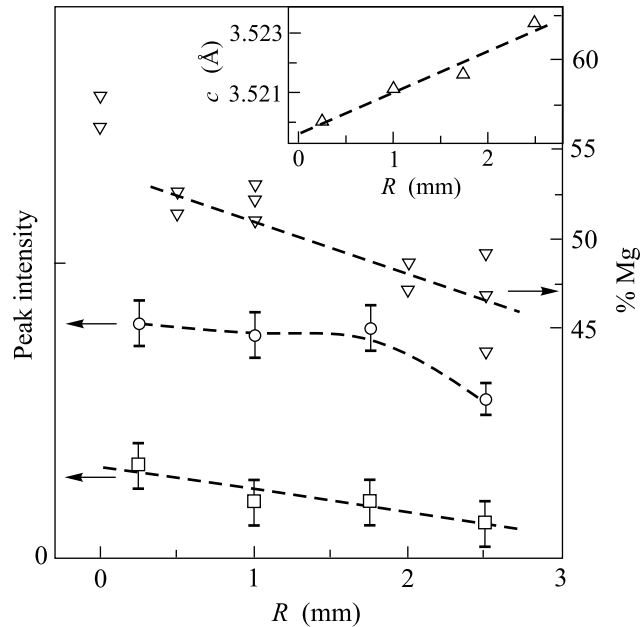 3.523
3.521
c (Å)
0 1 2
R (mm)
60
55
50
45
% Mg
Peak intensity
0
0 1 2 3
R (mm)